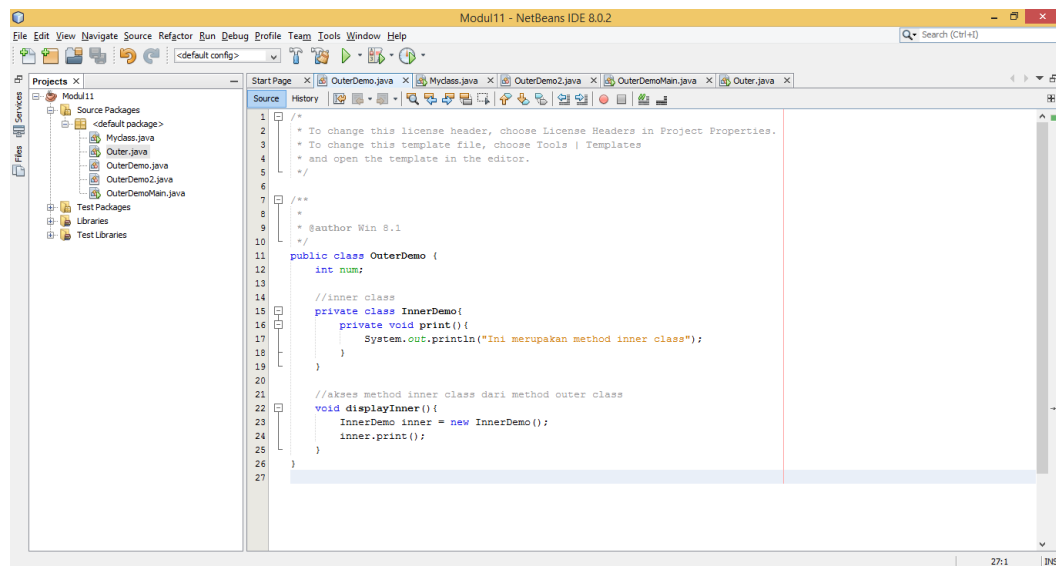 Modul11 - NetBeans IDE 8.0.2
File Edit View Navigate Source Refactor Run Debug Profile Team Tools Window Help
Search (Ctrl+I)
<default config>
Projects
Start Page OuterDemo.java Myclass.java OuterDemo2.java OuterDemoMain.java Outer.java
Services
Files
Modul11
Source Packages
<default package>
Myclass.java
Outer.java
OuterDemo.java
OuterDemo2.java
OuterDemoMain.java
Test Packages
Libraries
Test Libraries
Source History
1 /*
2 * To change this license header, choose License Headers in Project Properties.
3 * To change this template file, choose Tools | Templates
4 * and open the template in the editor.
5 */
6
7 /**
8 *
9 * @author Win 8.1
10 */
11 public class OuterDemo {
12 int num;
13
14 //inner class
15 private class InnerDemo{
16 private void print(){
17 System.out.println("Ini merupakan method inner class");
18 }
19 }
20
21 //akses method inner class dari method outer class
22 void displayInner(){
23 InnerDemo inner = new InnerDemo();
24 inner.print();
25 }
26 }
27
27:1 INS